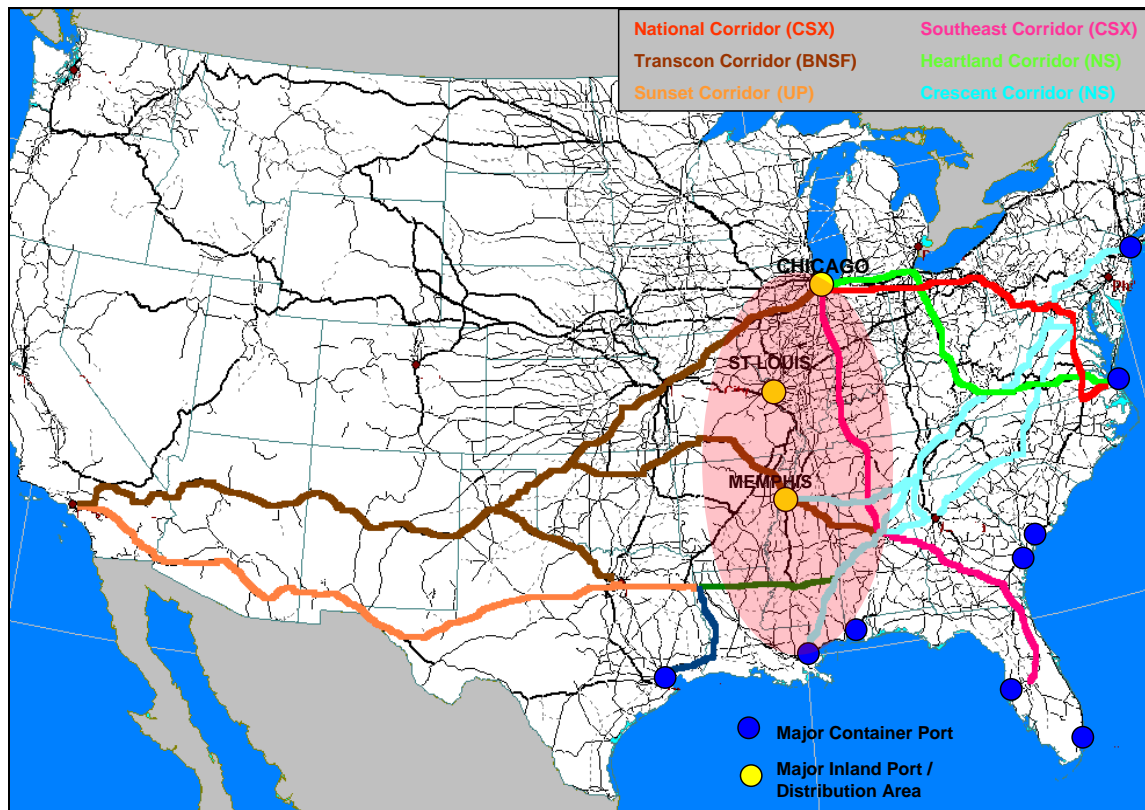 National Corridor (CSX)
Southeast Corridor (CSX)
Transcon Corridor (BNSF)
Heartland Corridor (NS)
Sunset Corridor (UP)
Crescent Corridor (NS)
CHICAGO
ST LOUIS
MEMPHIS
Major Container Port
Major Inland Port /
Distribution Area